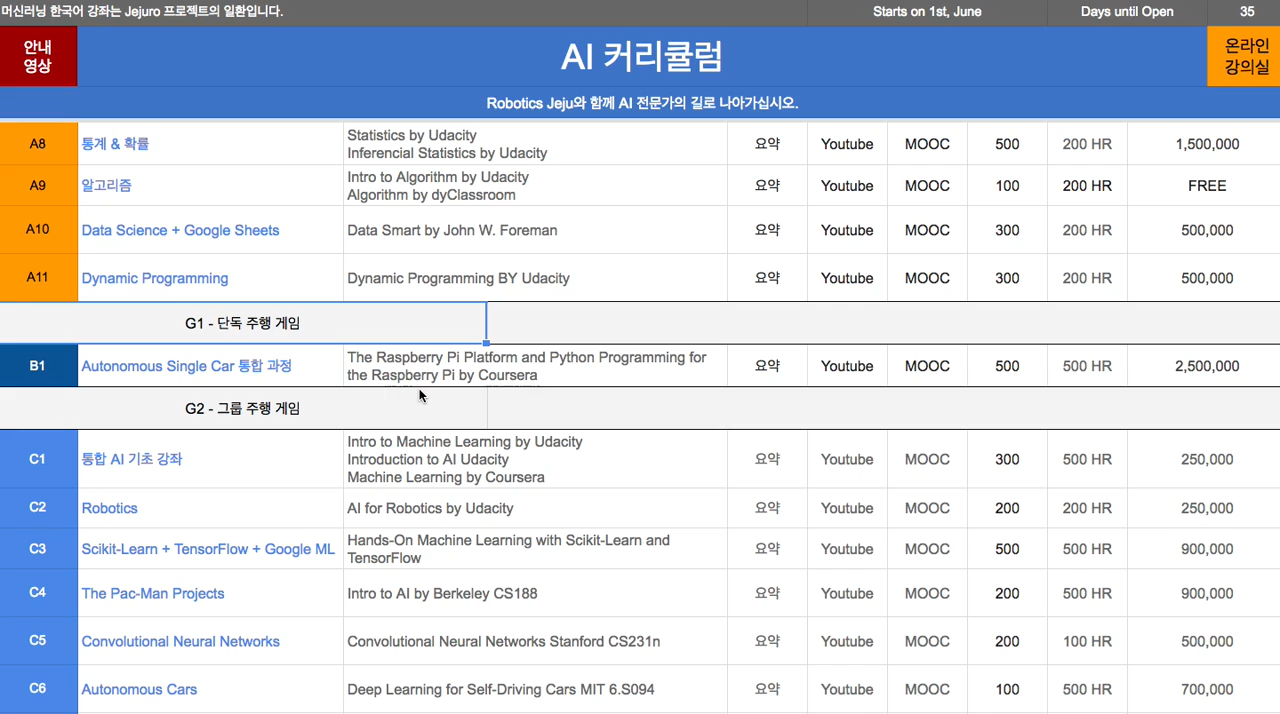 머신러닝 한국어 강좌는 Jejuro 프로젝트의 일환입니다. Starts on 1st, June Days until Open 35
안내
영상
AI 커리큘럼
온라인
강의실
Robotics Jeju와 함께 AI 전문가의 길로 나아가십시오.
A8 통계 & 확률 Statistics by Udacity
Inferencial Statistics by Udacity 요약 Youtube MOOC 500 200 HR 1,500,000
A9 알고리즘 Intro to Algorithm by Udacity
Algorithm by dyClassroom 요약 Youtube MOOC 100 200 HR FREE
A10 Data Science + Google Sheets Data Smart by John W. Foreman 요약 Youtube MOOC 300 200 HR 500,000
A11 Dynamic Programming Dynamic Programming BY Udacity 요약 Youtube MOOC 300 200 HR 500,000
G1 - 단독 주행 게임
B1 Autonomous Single Car 통합 과정 The Raspberry Pi Platform and Python Programming for
the Raspberry Pi by Coursera 요약 Youtube MOOC 500 500 HR 2,500,000
G2 - 그룹 주행 게임
C1 통합 AI 기초 강좌 Intro to Machine Learning by Udacity
Introduction to AI Udacity
Machine Learning by Coursera 요약 Youtube MOOC 300 500 HR 250,000
C2 Robotics AI for Robotics by Udacity 요약 Youtube MOOC 200 200 HR 250,000
C3 Scikit-Learn + TensorFlow + Google ML Hands-On Machine Learning with Scikit-Learn and
TensorFlow 요약 Youtube MOOC 500 500 HR 900,000
C4 The Pac-Man Projects Intro to AI by Berkeley CS188 요약 Youtube MOOC 200 500 HR 900,000
C5 Convolutional Neural Networks Convolutional Neural Networks Stanford CS231n 요약 Youtube MOOC 200 100 HR 500,000
C6 Autonomous Cars Deep Learning for Self-Driving Cars MIT 6.S094 요약 Youtube MOOC 100 500 HR 700,000